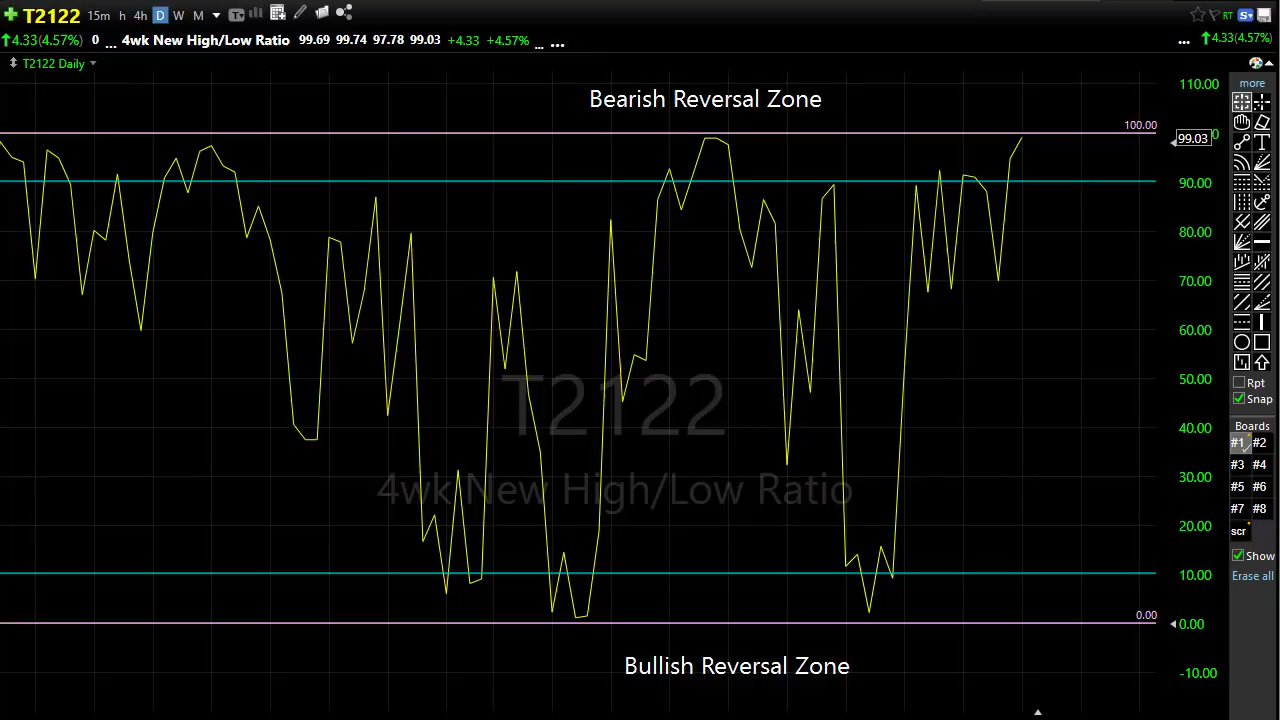 T2122 15m h 4h D W M
RT
4.33(4.57%) 0 ... 4wk New High/Low Ratio 99.69 99.74 97.78 99.03 +4.33 +4.57% ... ...
... 4.33(4.57%)
T2122 Daily
more
Bearish Reversal Zone
110.00
100.00
99.03
90.00
80.00
70.00
60.00
50.00
40.00
30.00
20.00
10.00
0.00
0.00
-10.00
T2122
4wk New High/Low Ratio
Bullish Reversal Zone
Rpt
Snap
Boards
#1 #2
#3 #4
#5 #6
#7 #8
scr
Show
Erase all